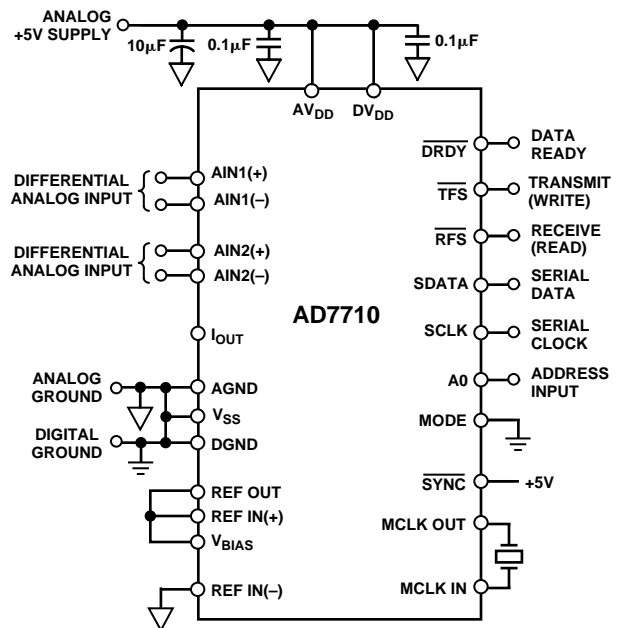 ANALOG
+5V SUPPLY
10μF
0.1μF
0.1μF
AVDD
DVDD
DRDY
DATA
READY
TFS
TRANSMIT
(WRITE)
RFS
RECEIVE
(READ)
SDATA
SERIAL
DATA
SCLK
SERIAL
CLOCK
A0
ADDRESS
INPUT
MODE
SYNC
+5V
MCLK OUT
MCLK IN
AD7710
DIFFERENTIAL
ANALOG INPUT
AIN1(+)
AIN1(–)
DIFFERENTIAL
ANALOG INPUT
AIN2(+)
AIN2(–)
IOUT
ANALOG
GROUND
AGND
VSS
DIGITAL
GROUND
DGND
REF OUT
REF IN(+)
VBIAS
REF IN(–)